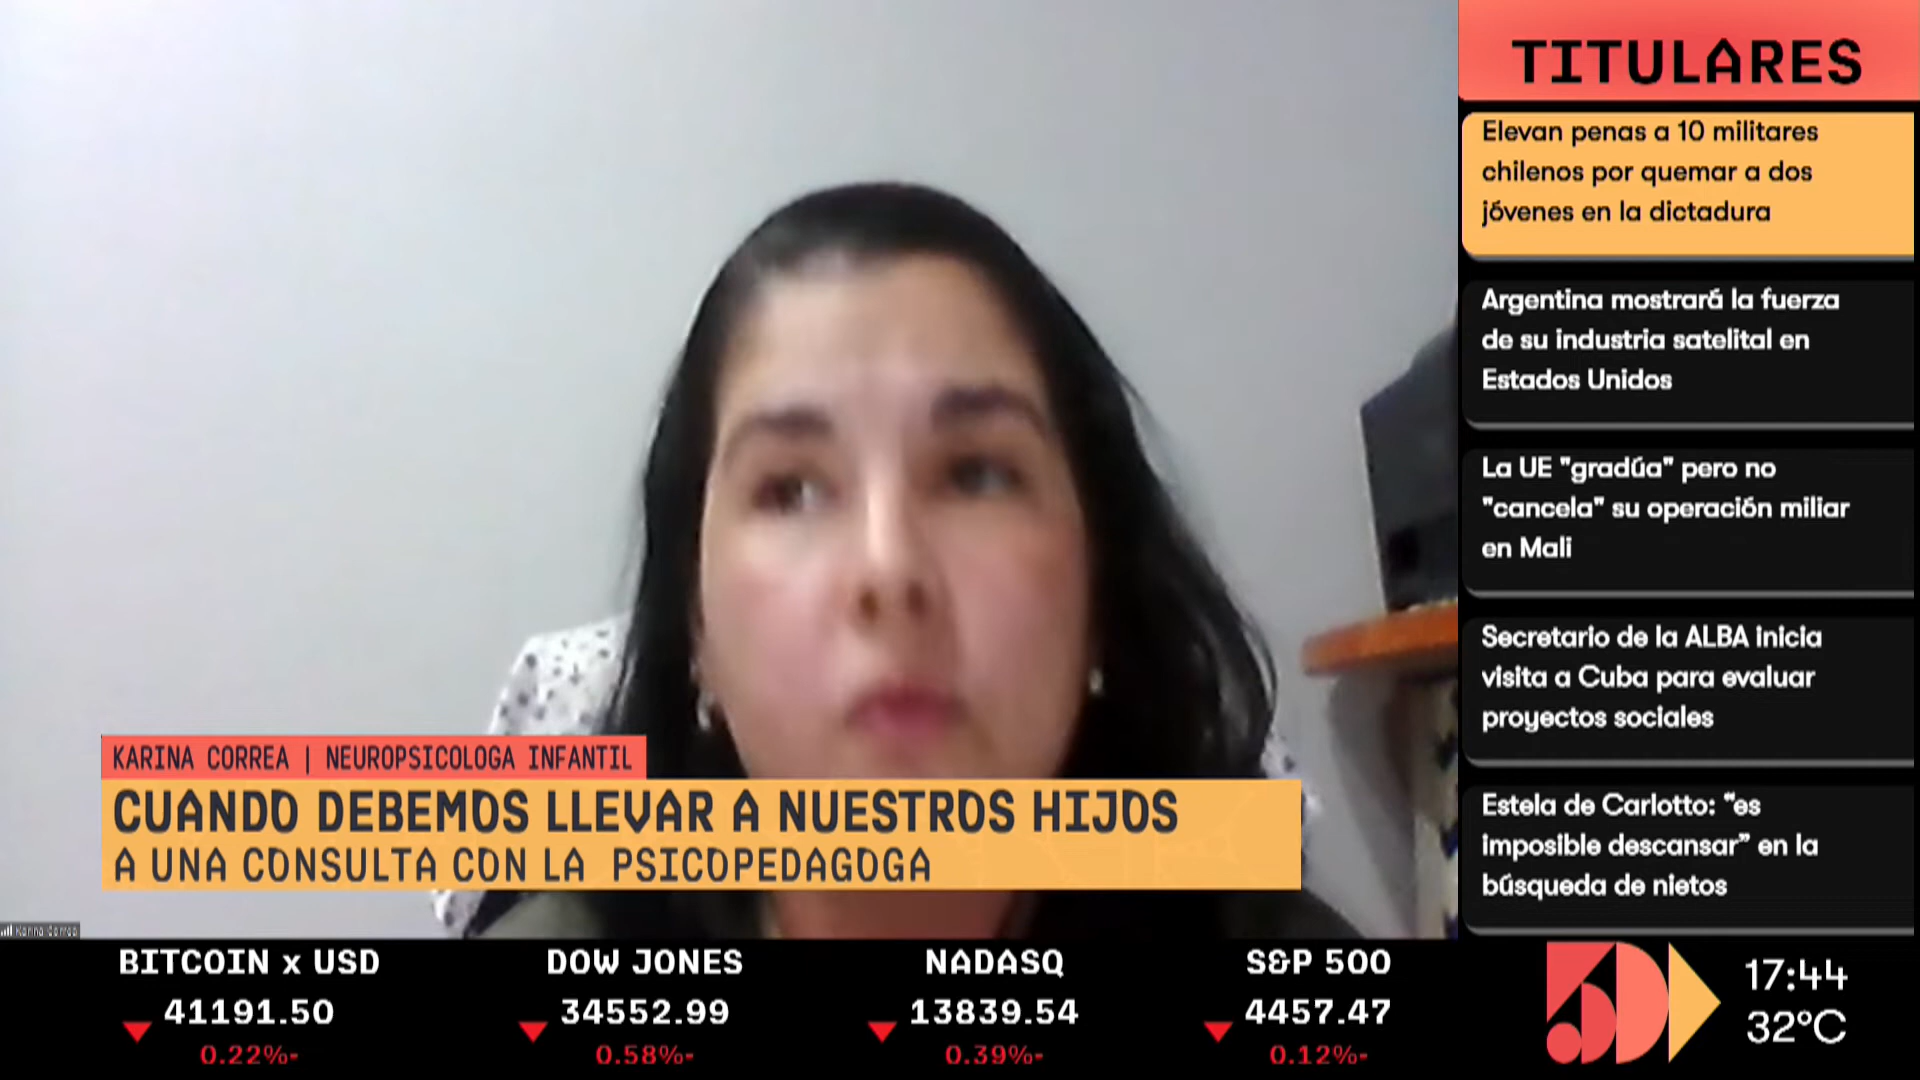 TITULARES
Elevan penas a 10 militares
chilenos por quemar a dos
jóvenes en la dictadura
Argentina mostrará la fuerza
de su industria satelital en
Estados Unidos
La UE "gradúa" pero no
"cancela" su operación miliar
en Mali
Secretario de la ALBA inicia
visita a Cuba para evaluar
proyectos sociales
Estela de Carlotto: “es
imposible descansar” en la
búsqueda de nietos
KARINA CORREA | NEUROPSICOLOGA INFANTIL
CUANDO DEBEMOS LLEVAR A NUESTROS HIJOS
A UNA CONSULTA CON LA PSICOPEDAGOGA
Karina Correa
BITCOIN x USD
41191.50
0.22%-
DOW JONES
34552.99
0.58%-
NADASQ
13839.54
0.39%-
S&P 500
4457.47
0.12%-
5D
17:44
32°C